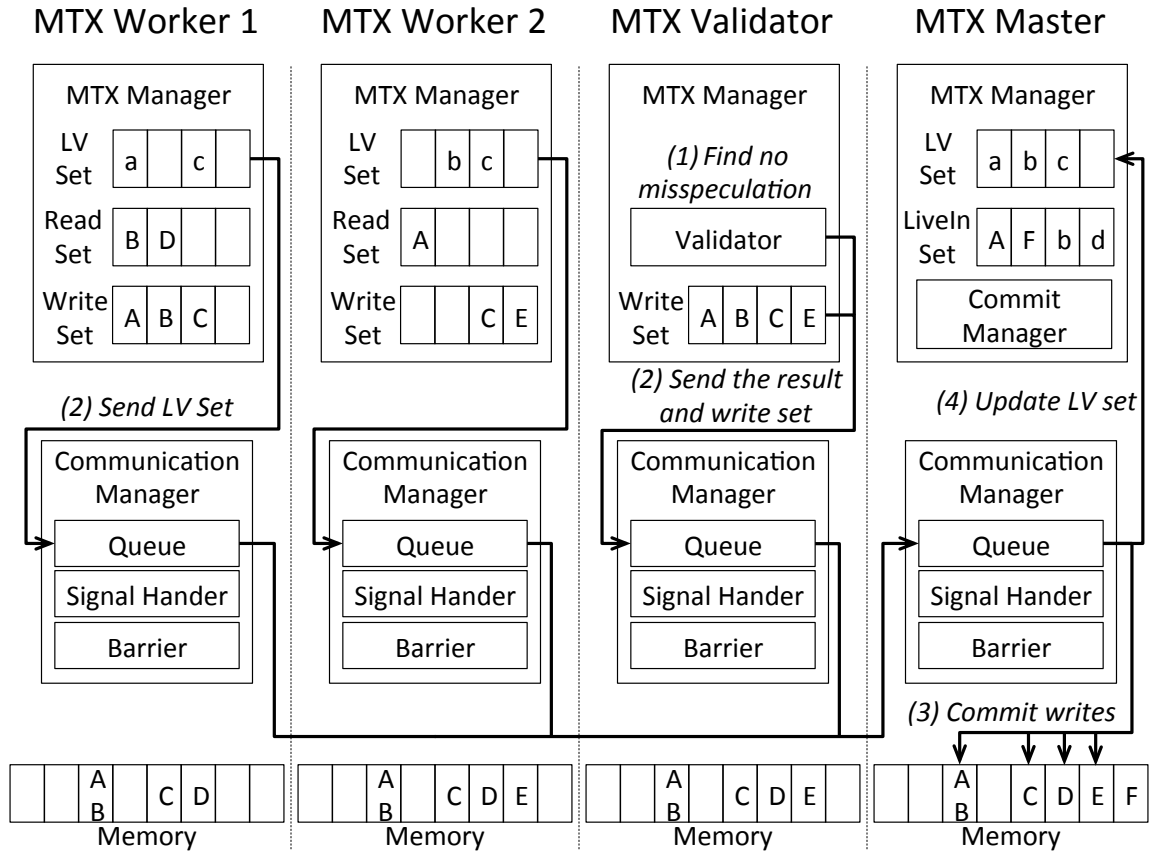 MTX Worker 1
MTX Manager
LV
Set
a c
Read
Set
B D
Write
Set
A B C
(2) Send LV Set
Communication
Manager
Queue
Signal Hander
Barrier
A
B
C D
Memory
MTX Worker 2
MTX Manager
LV
Set
b c
Read
Set
A
Write
Set
C E
Communication
Manager
Queue
Signal Hander
Barrier
A
B
C D E
Memory
MTX Validator
MTX Manager
(1) Find no
misspeculation
Validator
Write
Set
A B C E
(2) Send the result
and write set
Communication
Manager
Queue
Signal Hander
Barrier
A
B
C D E
Memory
MTX Master
MTX Manager
LV
Set
a b c
LiveIn
Set
A F b d
Commit
Manager
(4) Update LV set
Communication
Manager
Queue
Signal Hander
Barrier
(3) Commit writes
A
B
C D E F
Memory